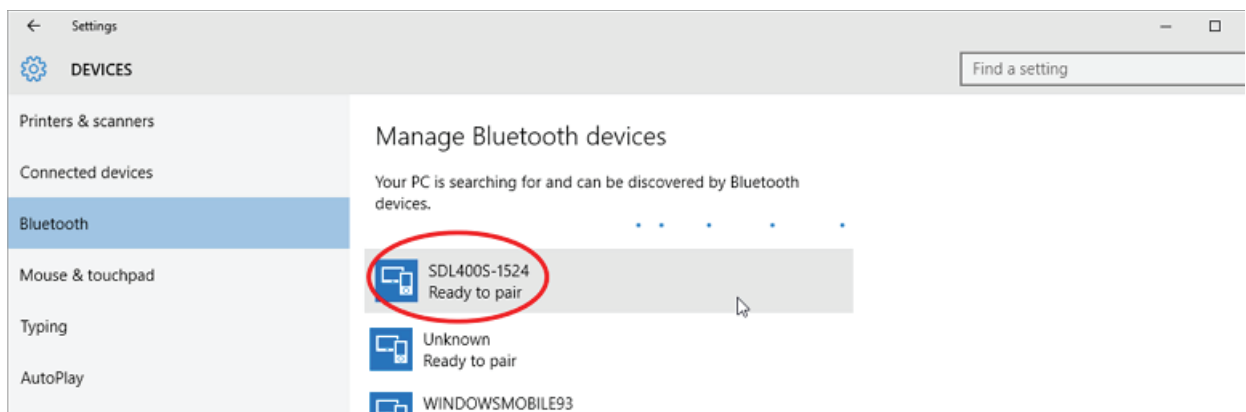 Settings
DEVICES
Find a setting
Printers & scanners
Connected devices
Bluetooth
Mouse & touchpad
Typing
AutoPlay
Manage Bluetooth devices
Your PC is searching for and can be discovered by Bluetooth
devices.
SDL400S-1524
Ready to pair
Unknown
Ready to pair
WINDOWSMOBILE93